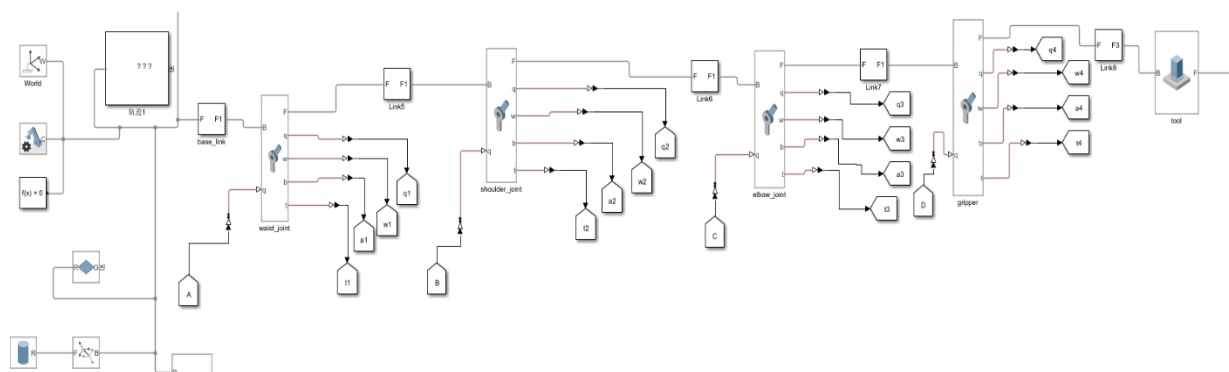 World
W
C
f(x) = 0
? ? ?
轨迹1
F F1
base_link
B F q w b t q
waist_joint
A
q1
w1
a1
t1
F F1
Link5
B F q w b t q
shoulder_joint
B
q2
w2
a2
t2
F F1
Link6
B F q w b t q
elbow_joint
C
q3
w3
a3
t3
F F1
Link7
B F q w b t q
gripper
D
q4
w4
a4
t4
F F3
Link8
B F
tool
R G
R
F B